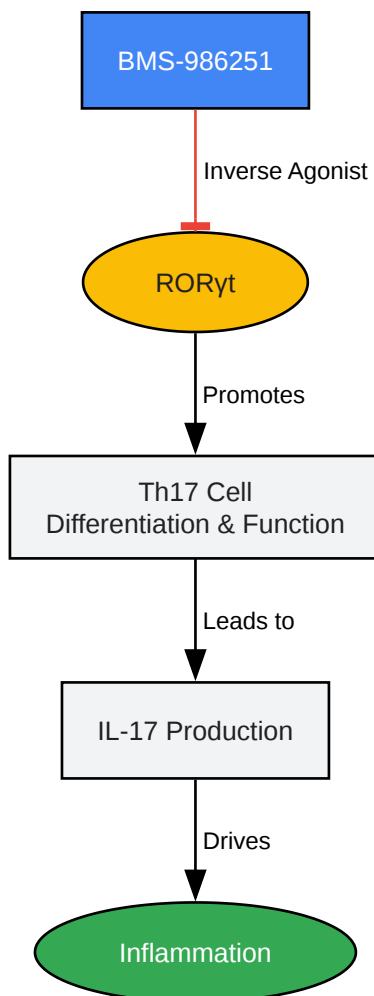 BMS-986251
Inverse Agonist
RORγt
Promotes
Th17 Cell
Differentiation & Function
Leads to
IL-17 Production
Drives
Inflammation